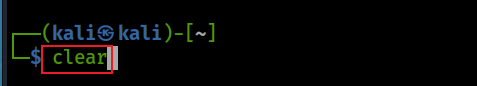 ┌──(kali㉿kali)-[~]
└─$ clear